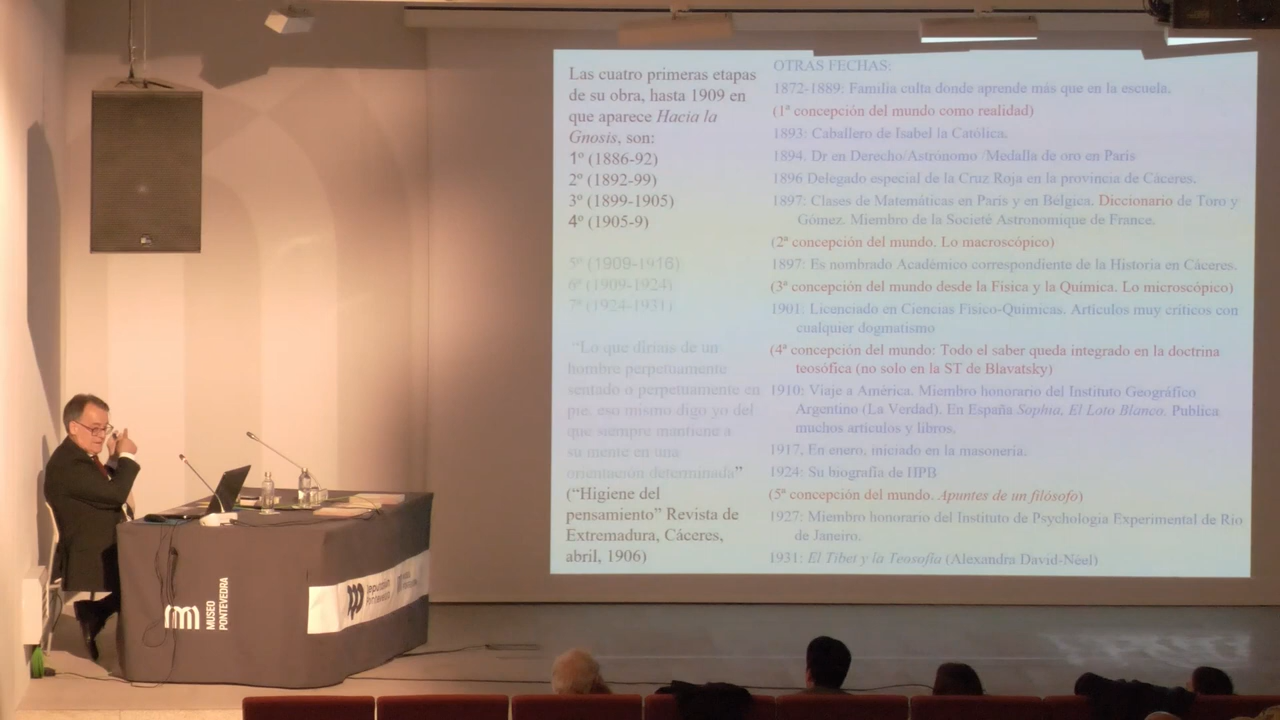 Las cuatro primeras etapas
de su obra, hasta 1909 en
que aparece Hacia la
Gnosis, son:
1º (1886-92)
2º (1892-99)
3º (1899-1905)
4º (1905-9)
5º (1909-1916)
6º (1909-1924)
7º (1924-1931)
“Lo que diríais de un
hombre perpetuamente
sentado o perpetuamente en
pie, eso mismo digo yo del
que siempre mantiene a
su mente en una
orientación determinada”
(“Higiene del
pensamiento” Revista de
Extremadura, Cáceres,
abril, 1906)
OTRAS FECHAS:
1872-1889: Familia culta donde aprende más que en la escuela.
(1ª concepción del mundo como realidad)
1893: Caballero de Isabel la Católica.
1894. Dr en Derecho/Astrónomo /Medalla de oro en París
1896 Delegado especial de la Cruz Roja en la provincia de Cáceres.
1897: Clases de Matemáticas en París y en Bélgica. Diccionario de Toro y
Gómez. Miembro de la Societé Astronomique de France.
(2ª concepción del mundo. Lo macroscópico)
1897: Es nombrado Académico correspondiente de la Historia en Cáceres.
(3ª concepción del mundo desde la Física y la Química. Lo microscópico)
1901: Licenciado en Ciencias Físico-Químicas. Artículos muy críticos con
cualquier dogmatismo
(4ª concepción del mundo: Todo el saber queda integrado en la doctrina
teosófica (no solo en la ST de Blavatsky)
1910: Viaje a América. Miembro honorario del Instituto Geográfico
Argentino (La Verdad). En España Sophia, El Loto Blanco. Publica
muchos artículos y libros.
1917. En enero, iniciado en la masonería.
1924: Su biografía de HPB
(5ª concepción del mundo. Apuntes de un filósofo)
1927: Miembro honorario del Instituto de Psychologia Experimental de Río
de Janeiro.
1931: El Tibet y la Teosofía (Alexandra David-Néel)
MUSEO
PONTEVEDRA
Deputación
Pontevedra